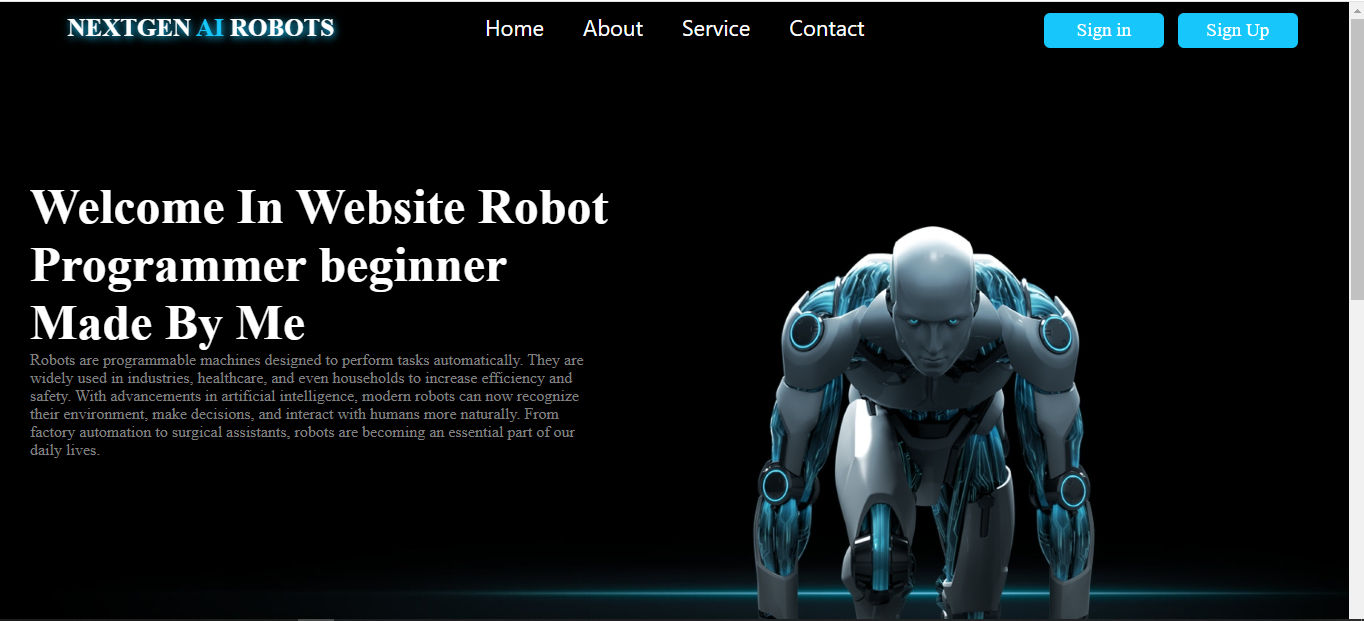 NEXTGEN AI ROBOTS
Home About Service Contact
Sign in Sign Up
Welcome In Website Robot
Programmer beginner
Made By Me
Robots are programmable machines designed to perform tasks automatically. They are
widely used in industries, healthcare, and even households to increase efficiency and
safety. With advancements in artificial intelligence, modern robots can now recognize
their environment, make decisions, and interact with humans more naturally. From
factory automation to surgical assistants, robots are becoming an essential part of our
daily lives.